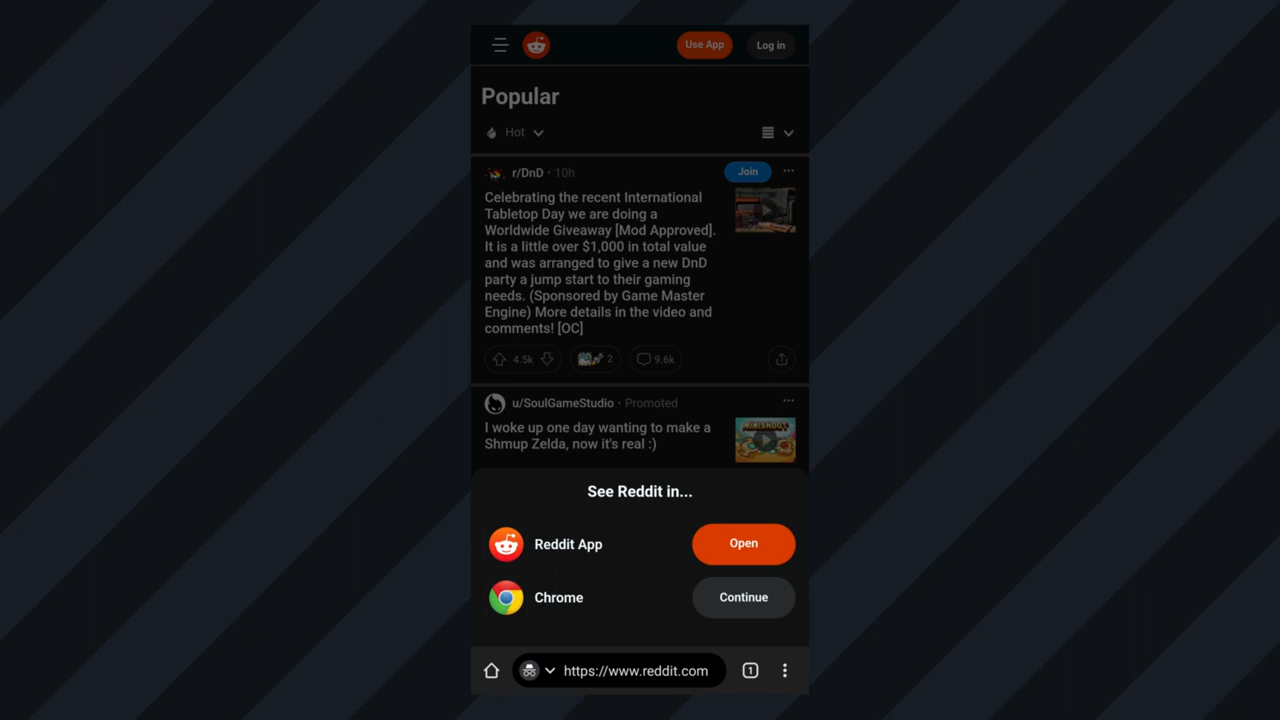 Use App
Log in
Popular
Hot
r/DnD • 10h
Join
Celebrating the recent International
Tabletop Day we are doing a
Worldwide Giveaway [Mod Approved].
It is a little over $1,000 in total value
and was arranged to give a new DnD
party a jump start to their gaming
needs. (Sponsored by Game Master
Engine) More details in the video and
comments! [OC]
4.5k
2
9.6k
u/SoulGameStudio • Promoted
I woke up one day wanting to make a
Shmup Zelda, now it's real :)
MINISHOOT'
See Reddit in...
Reddit App
Open
Chrome
Continue
https://www.reddit.com
1